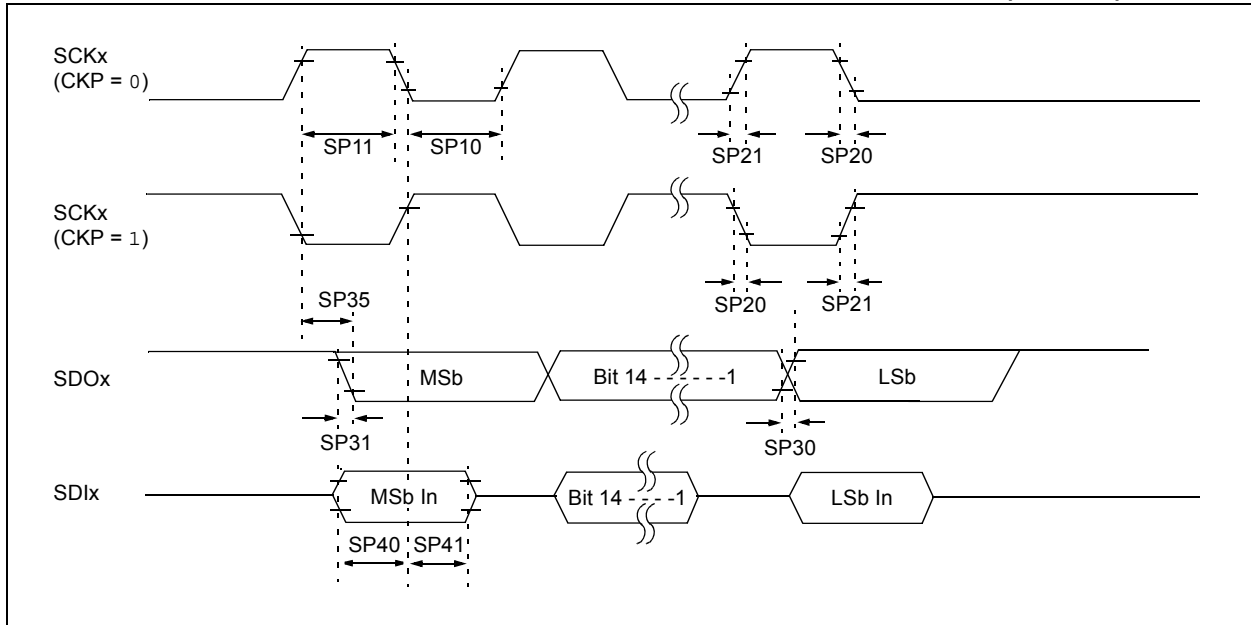 SCKx
(CKP = 0)
SP11
SP10
SP21
SP20
SCKx
(CKP = 1)
SP35
SP20
SP21
SDOx
MSb
Bit 14 - - - - - -1
LSb
SP31
SP30
SDIx
MSb In
Bit 14 - - - -1
LSb In
SP40
SP41